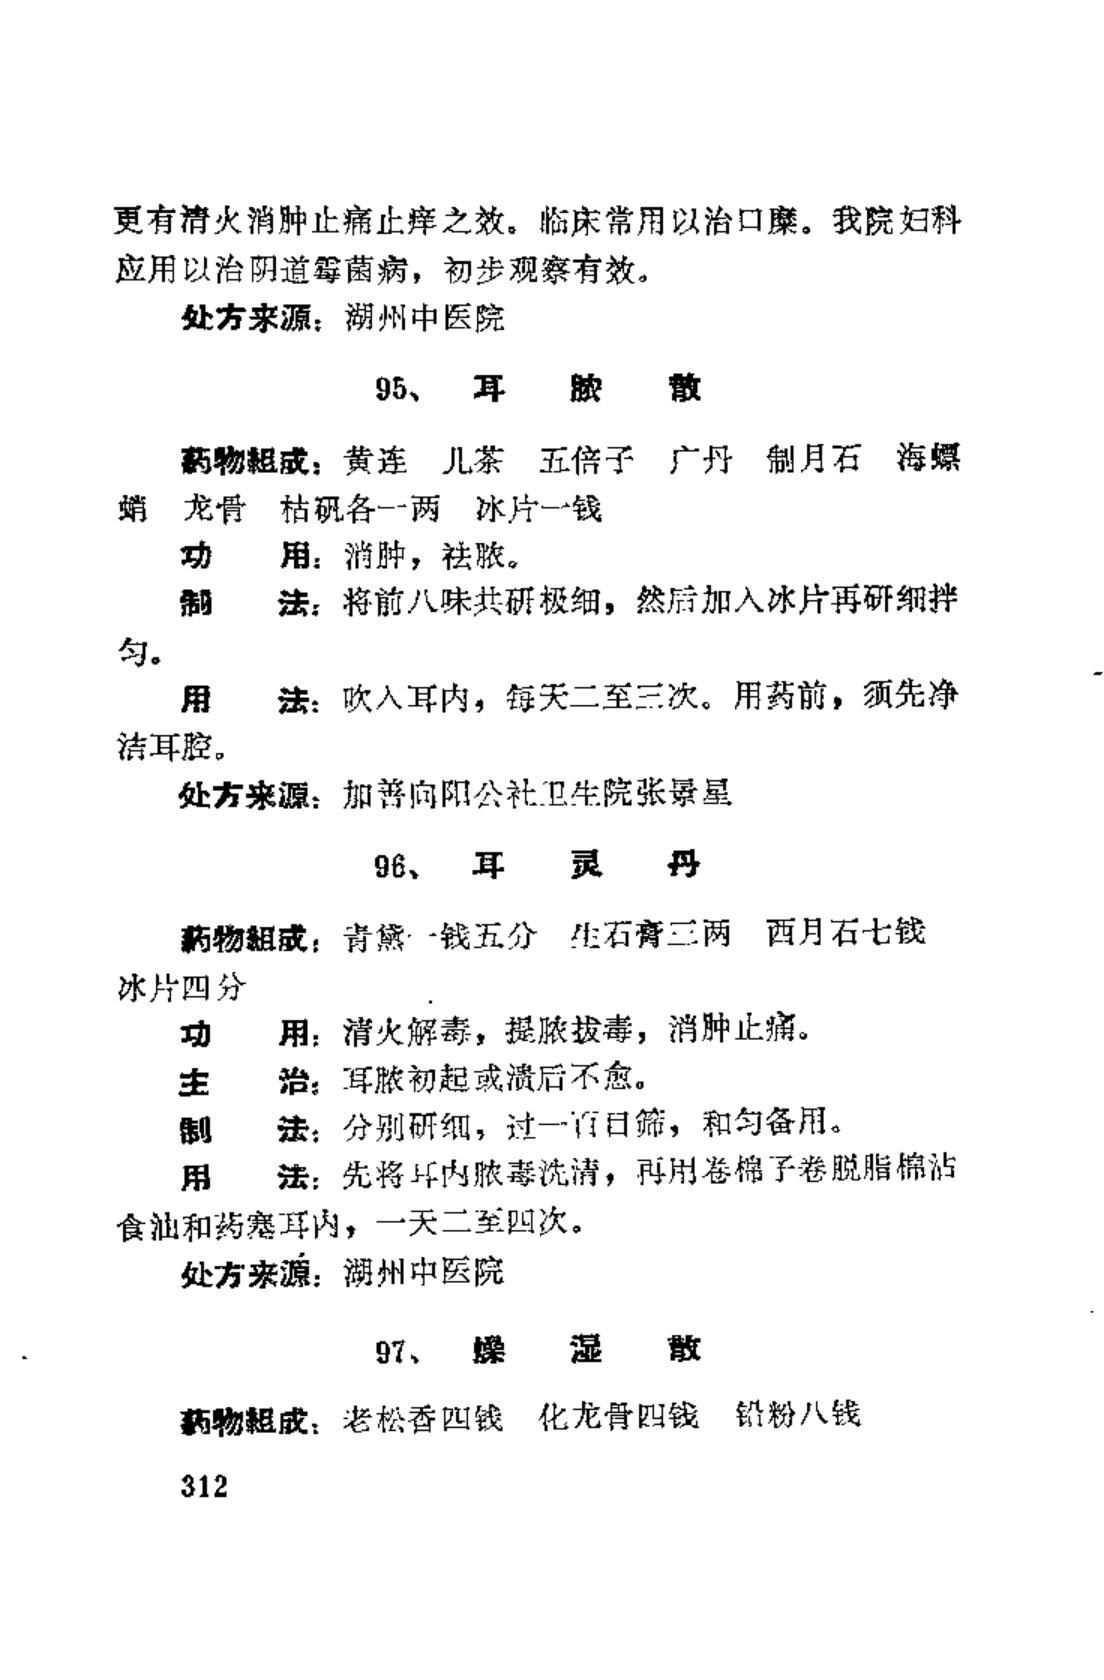 更有清火消肿止痛止痒之效。临床常用以治口糜。我院妇科
应用以治阴道霉菌病，初步观察有效。
处方来源：湖州中医院
95、 耳 脓 散
药物组成：黄连 儿茶 五倍子 广丹 制月石 海螵
蛸 龙骨 枯矾各一两 冰片一钱
功 用：消肿，祛脓。
制 法：将前八味共研极细，然后加入冰片再研细拌
匀。
用 法：吹入耳内，每天二至三次。用药前，须先净
洁耳腔。
处方来源：加善向阳公社卫生院张景星
96、 耳 灵 丹
药物组成：青黛一钱五分 生石膏三两 西月石七钱
冰片四分
功 用：清火解毒，提脓拔毒，消肿止痛。
主 治：耳脓初起或溃后不愈。
制 法：分别研细，过一百目筛，和匀备用。
用 法：先将耳内脓毒洗清，再用卷棉子卷脱脂棉沾
食油和药塞耳内，一天二至四次。
处方来源：湖州中医院
97、 燥 湿 散
药物组成：老松香四钱 化龙骨四钱 铅粉八钱
312